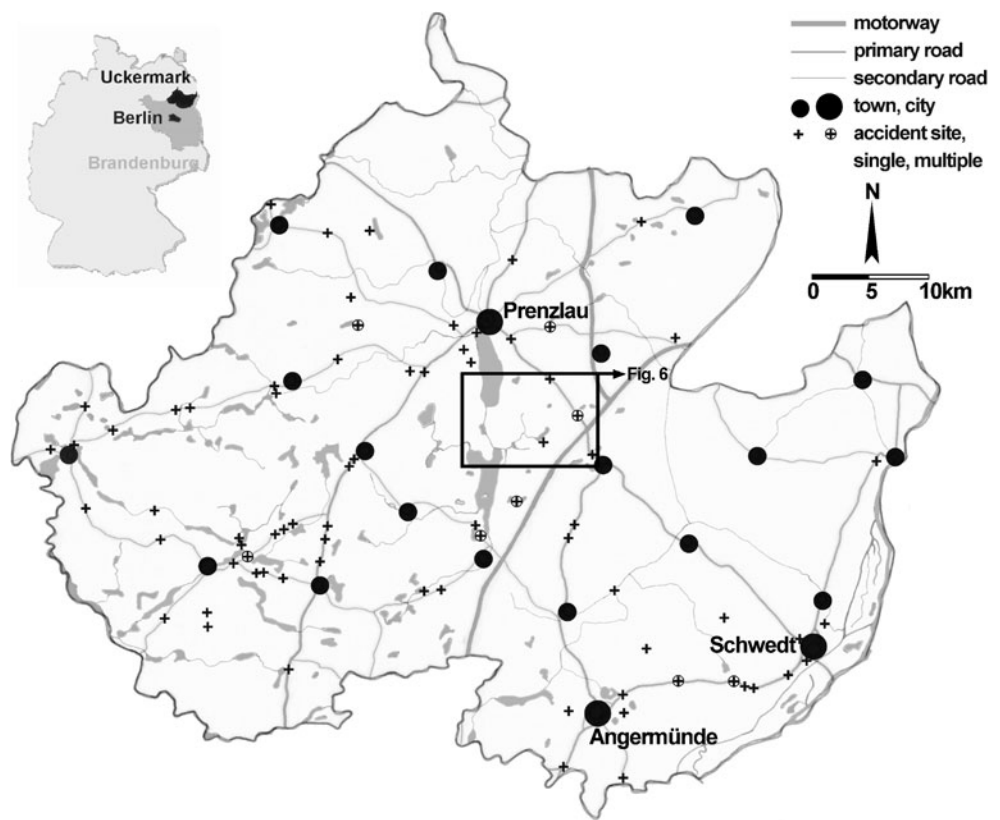 Uckermark
Berlin
Brandenburg
motorway
primary road
secondary road
town, city
accident site,
single, multiple
N
0 5 10km
Prenzlau
Fig. 6
Schwedt
Angermünde